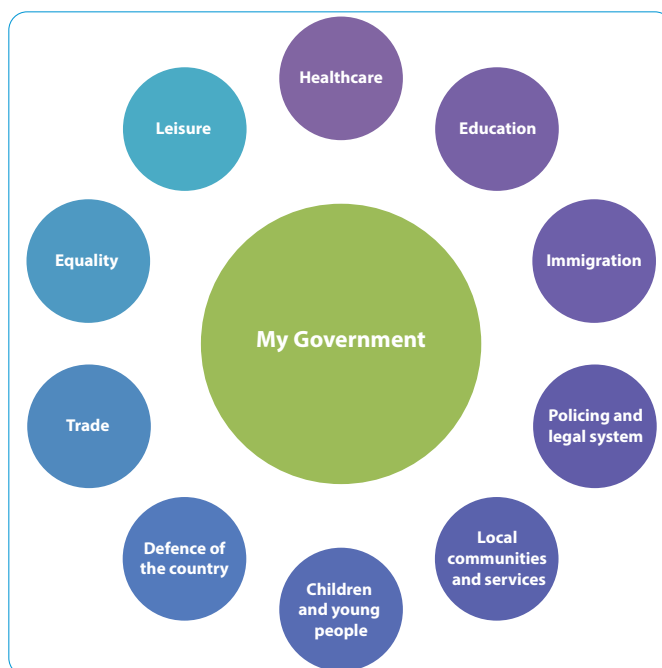 Healthcare
Education
Immigration
Policing and
legal system
Local
communities
and services
Children
and young
people
Defence of
the country
Trade
Equality
Leisure
My Government